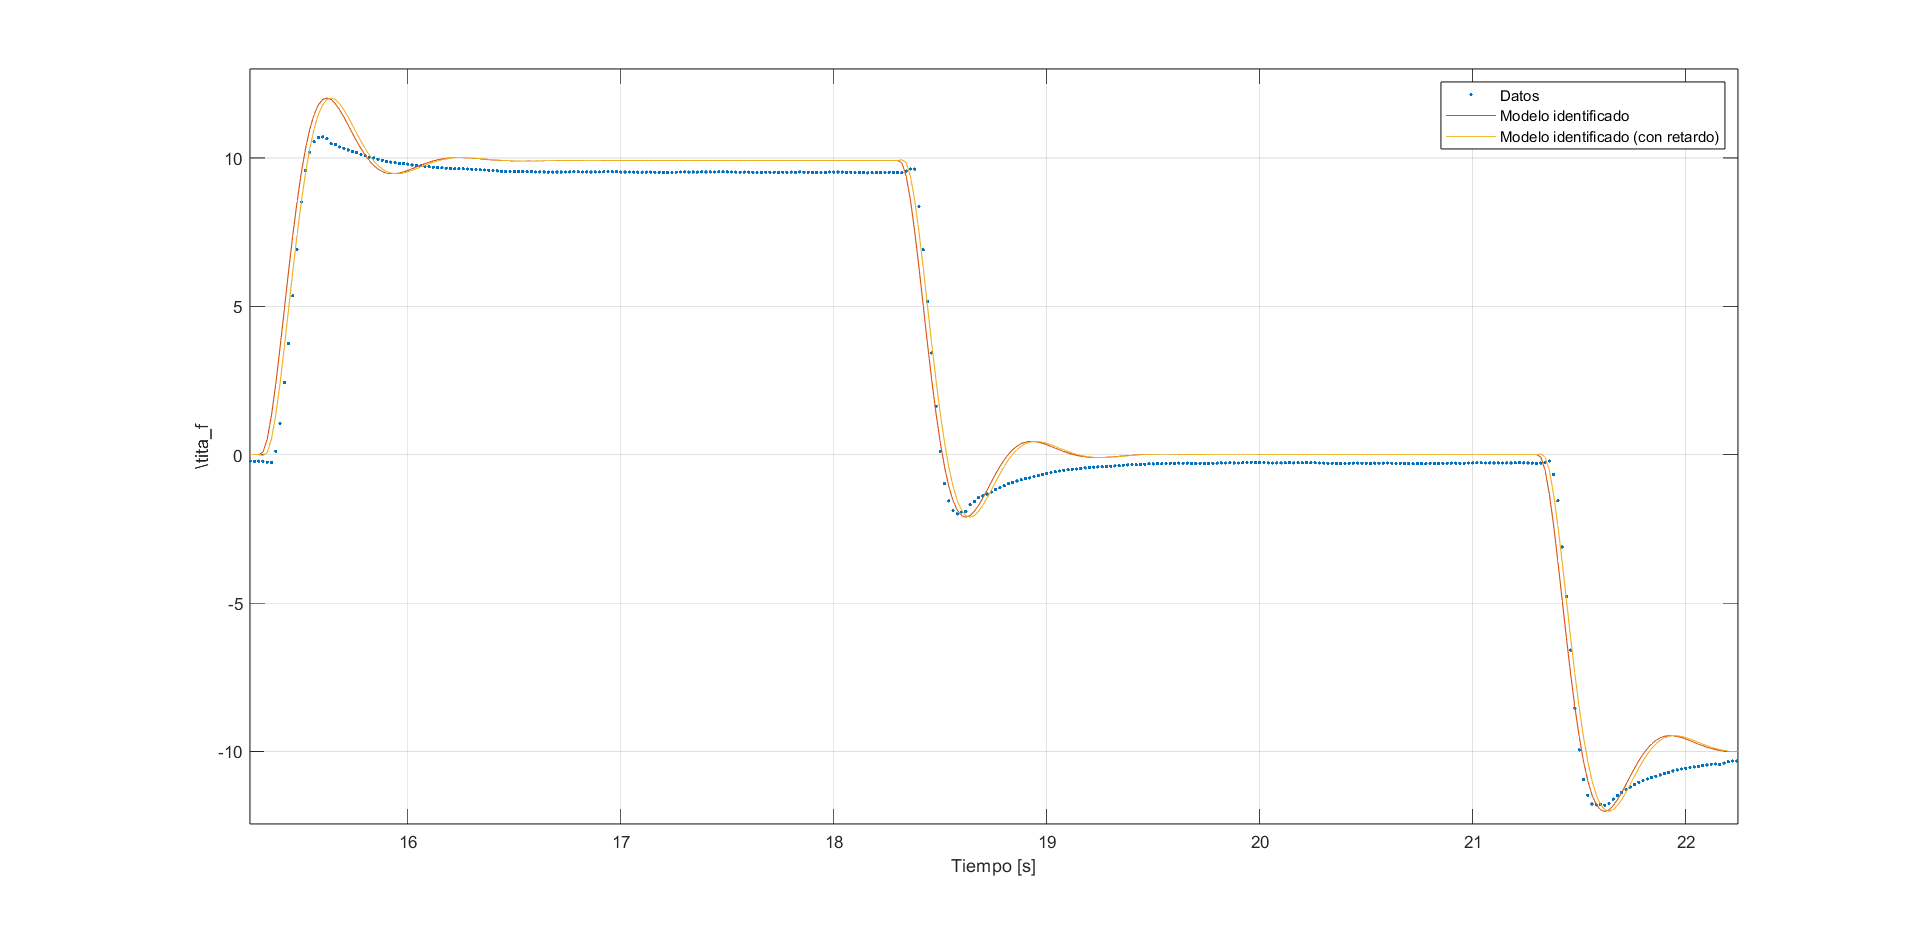 Datos
Modelo identificado
Modelo identificado (con retardo)
10
5
0
-5
-10
\tita_f
16 17 18 19 20 21 22
Tiempo [s]